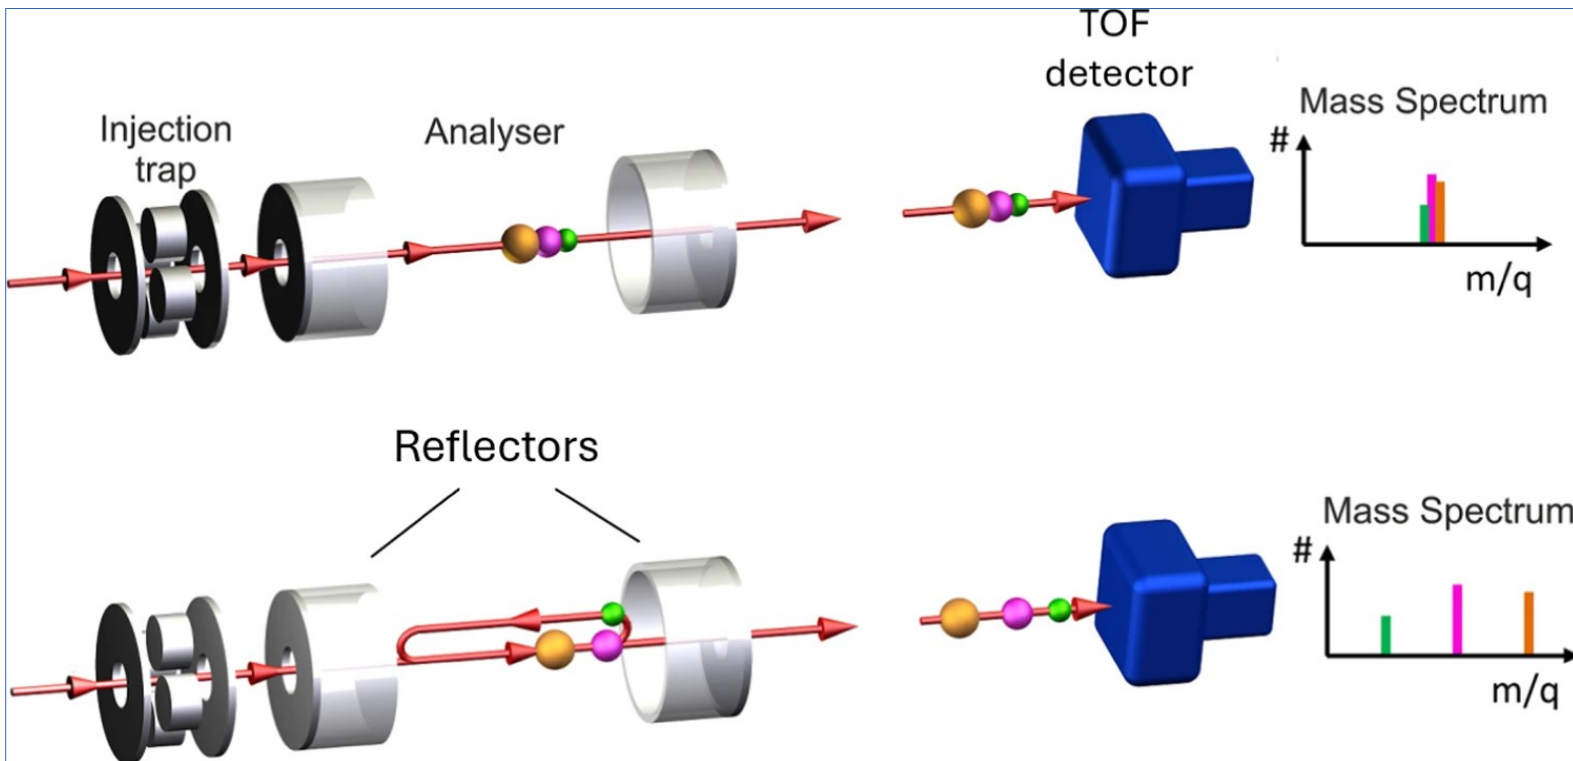 TOF
detector
Mass Spectrum
Injection
trap
Analyser
#
m/q
Reflectors
Mass Spectrum
#
m/q